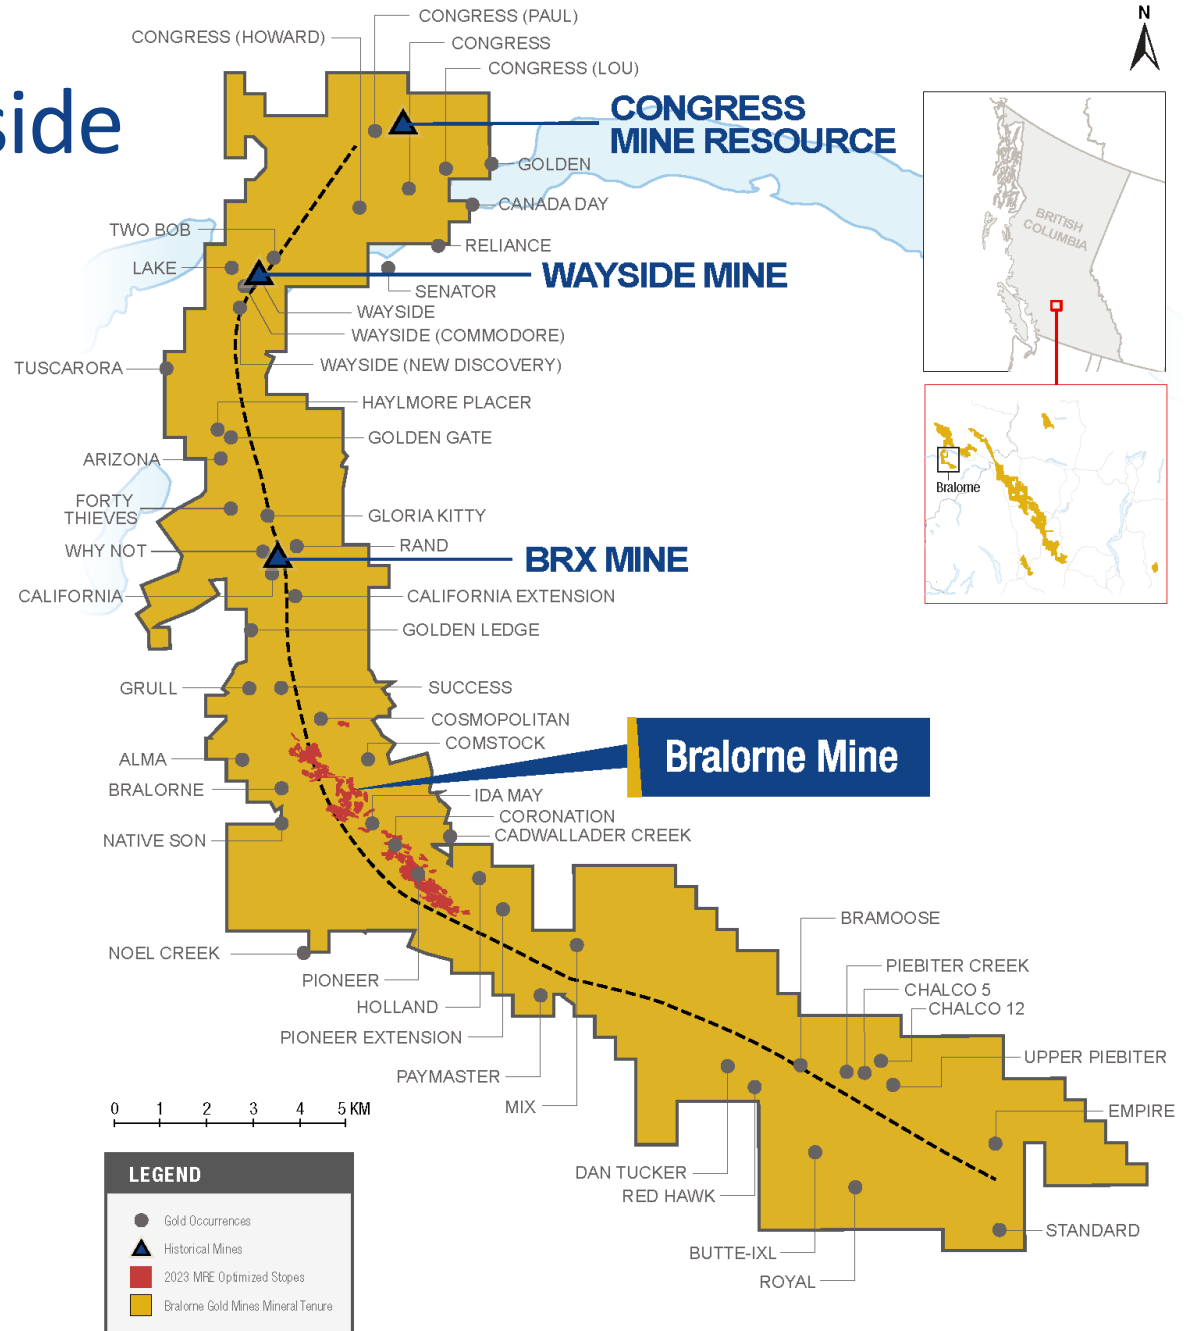 side
CONGRESS (PAUL)
CONGRESS (HOWARD)
CONGRESS
CONGRESS (LOU)
CONGRESS
MINE RESOURCE
GOLDEN
CANADA DAY
TWO BOB
RELIANCE
LAKE
WAYSIDE MINE
SENATOR
WAYSIDE
WAYSIDE (COMMODORE)
WAYSIDE (NEW DISCOVERY)
TUSCARORA
HAYLMORE PLACER
GOLDEN GATE
ARIZONA
FORTY
THIEVES
GLORIA KITTY
WHY NOT
RAND
BRX MINE
CALIFORNIA
CALIFORNIA EXTENSION
GOLDEN LEDGE
GRULL
SUCCESS
COSMOPOLITAN
COMSTOCK
ALMA
Bralorne Mine
BRALORNE
IDA MAY
CORONATION
CADWALLADER CREEK
NATIVE SON
NOEL CREEK
PIONEER
HOLLAND
PIONEER EXTENSION
PAYMASTER
MIX
BRAMOOSE
PIEBITER CREEK
CHALCO 5
CHALCO 12
UPPER PIEBITER
EMPIRE
DAN TUCKER
RED HAWK
BUTTE-IXL
ROYAL
STANDARD
N
BRITISH
COLUMBIA
Bralorne
0 1 2 3 4 5 KM
LEGEND
Gold Occurrences
Historical Mines
2023 MRE Optimized Stopes
Bralorne Gold Mines Mineral Tenure